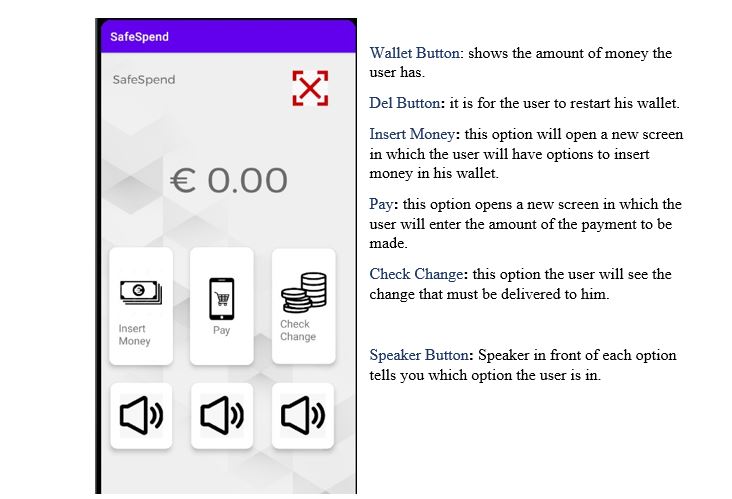 SafeSpend
SafeSpend
€ 0.00
Insert
Money
Pay
Check
Change
Wallet Button: shows the amount of money the
user has.
Del Button: it is for the user to restart his wallet.
Insert Money: this option will open a new screen
in which the user will have options to insert
money in his wallet.
Pay: this option opens a new screen in which the
user will enter the amount of the payment to be
made.
Check Change: this option the user will see the
change that must be delivered to him.
Speaker Button: Speaker in front of each option
tells you which option the user is in.